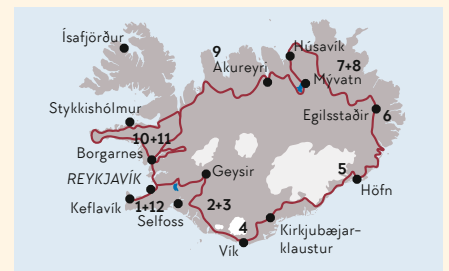 Ísafjörður
9
Húsavík
7+8
Akureyri
Mývatn
Stykkishólmur
Egilsstaðir
6
10+11
Borgarnes
REYKJAVÍK
Geysir
5
Höfn
Keflavík
1+12
Selfoss
2+3
4
Kirkjubæjar-
klaustur
Vík